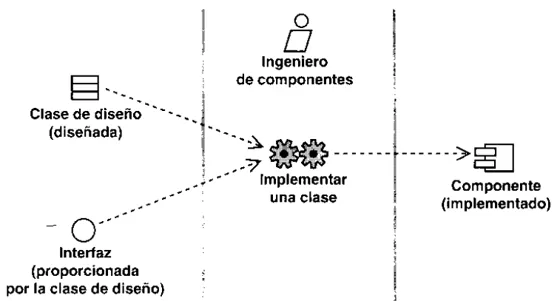 Ingeniero
de componentes
Clase de diseño
(diseñada)
Implementar
una clase
Componente
(implementado)
Interfaz
(proporcionada
por la clase de diseño)